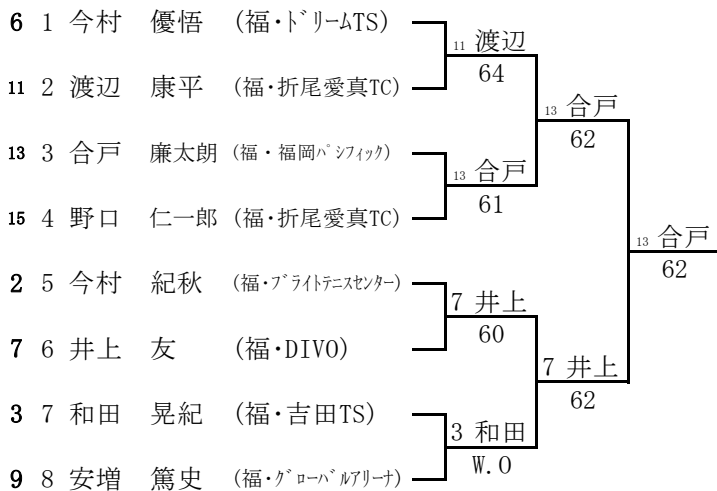 6 1 今村 優悟 (福・ドリームTS)
11 2 渡辺 康平 (福・折尾愛真TC)
13 3 合戸 廉太朗 (福・福岡パシフィック)
15 4 野口 仁一郎 (福・折尾愛真TC)
2 5 今村 紀秋 (福・ブライトテニスセンター)
7 6 井上 友 (福・DIVO)
3 7 和田 晃紀 (福・吉田TS)
9 8 安増 篤史 (福・グローバルアリーナ)
11 渡辺
64
13 合戸
61
7 井上
60
3 和田
W.O
13 合戸
62
7 井上
62
13 合戸
62